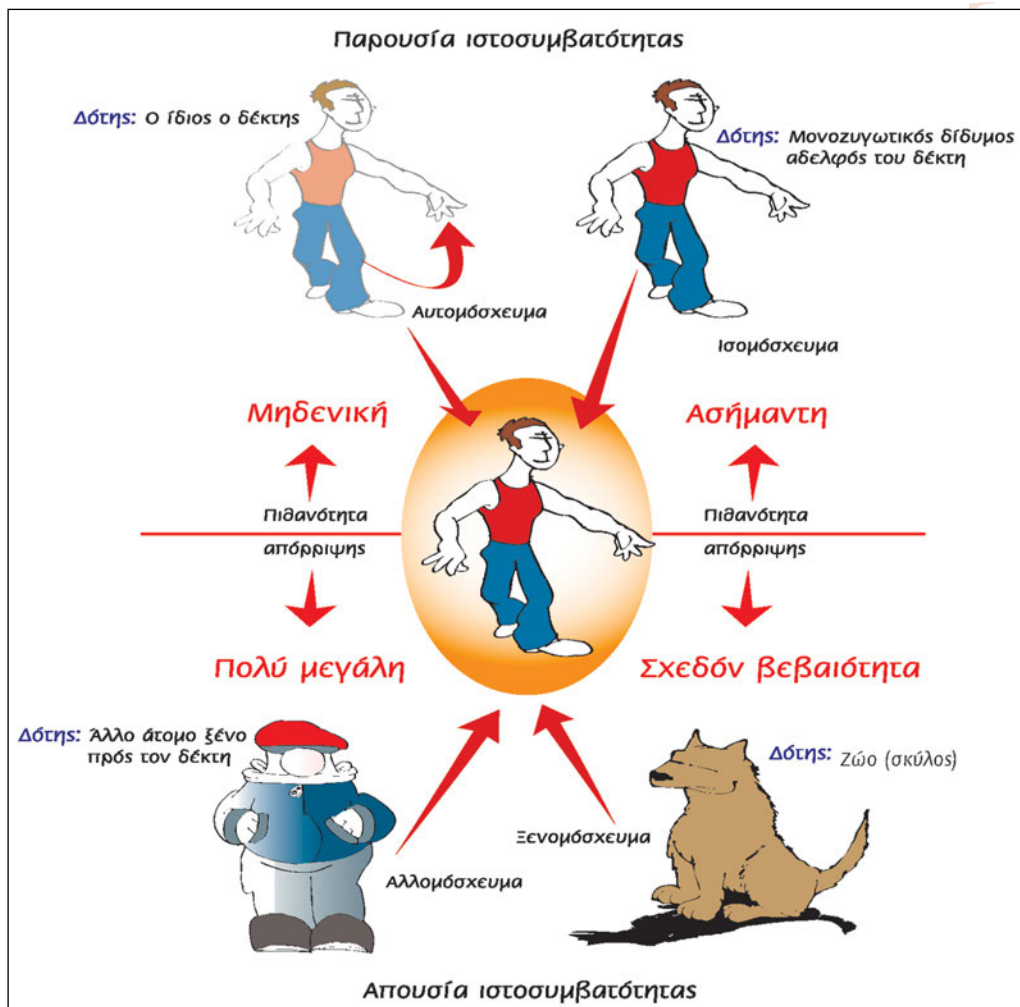 Παρουσία ιστοσυμβατότητας
Δότης: Ο ίδιος ο δέκτης
Δότης: Μονοζυγωτικός δίδυμος
αδελφός του δέκτη
Αυτομόσχευμα
Ισομόσχευμα
Μηδενική
Ασήμαντη
Πιθανότητα
απόρριψης
Πιθανότητα
απόρριψης
Πολύ μεγάλη
Σχεδόν βεβαιότητα
Δότης: Άλλο άτομο ξένο
πρός τον δέκτη
Δότης: Ζώο (σκύλος)
Ξενομόσχευμα
Αλλομόσχευμα
Απουσία ιστοσυμβατότητας